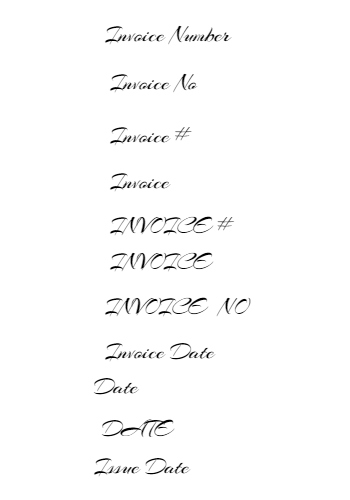 Invoice Number
Invoice No
Invoice #
Invoice
INVOICE #
INVOICE
INVOICE NO
Invoice Date
Date
DATE
Issue Date